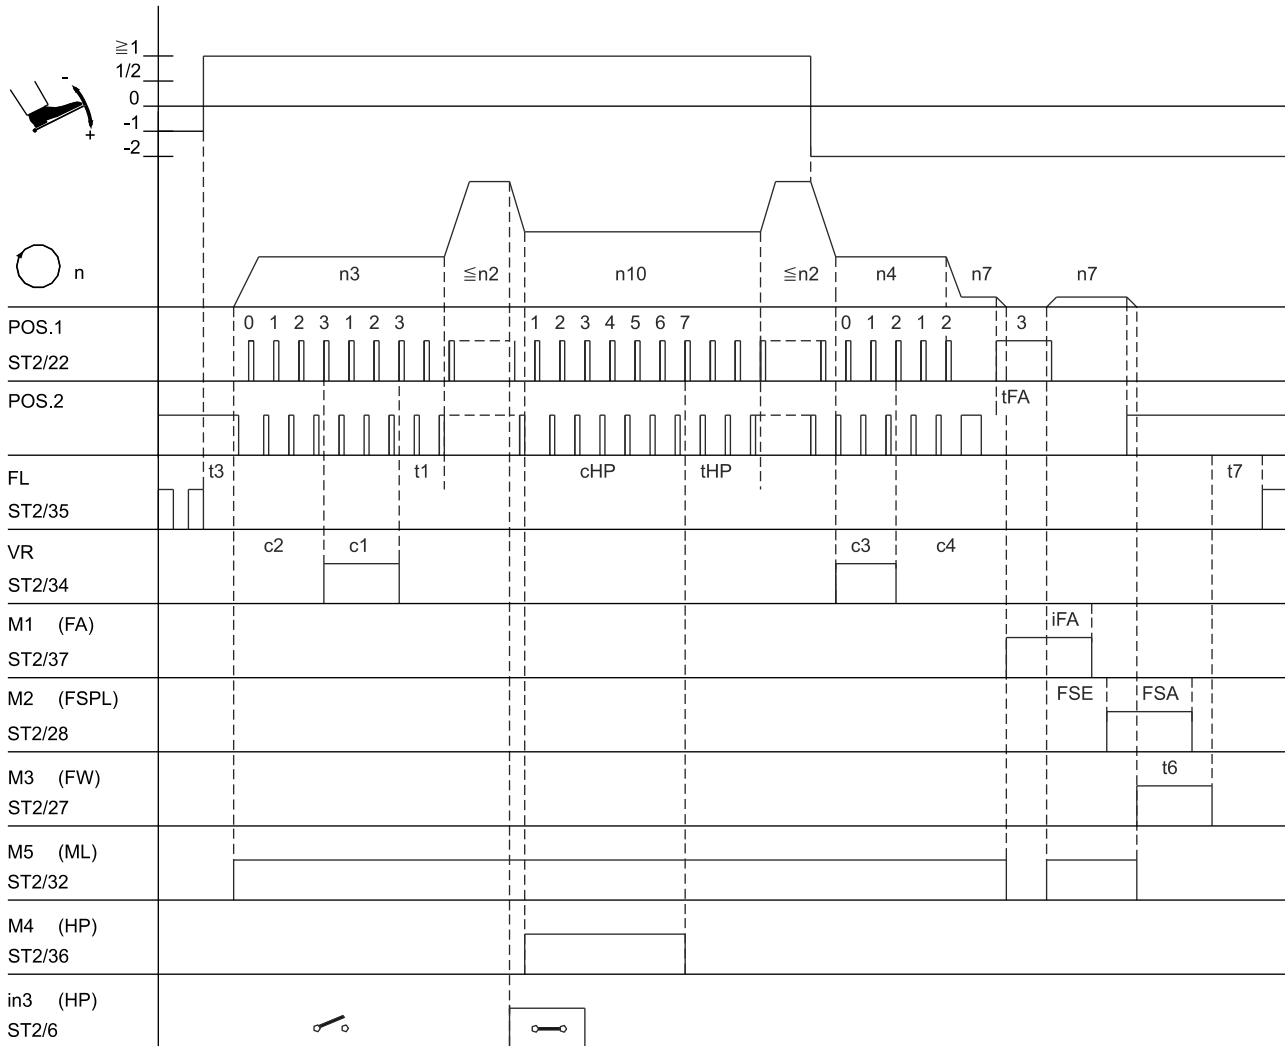 ≧1
1/2
0
-1
-2
-
+
n
n3
≦n2
n10
≦n2
n4
n7
n7
POS.1
ST2/22
0 1 2 3 1 2 3
1 2 3 4 5 6 7
0 1 2 1 2
3
POS.2
tFA
FL
ST2/35
t3
t1
cHP
tHP
t7
VR
ST2/34
c2
c1
c3
c4
M1 (FA)
ST2/37
iFA
M2 (FSPL)
ST2/28
FSE
FSA
M3 (FW)
ST2/27
t6
M5 (ML)
ST2/32
M4 (HP)
ST2/36
in3 (HP)
ST2/6